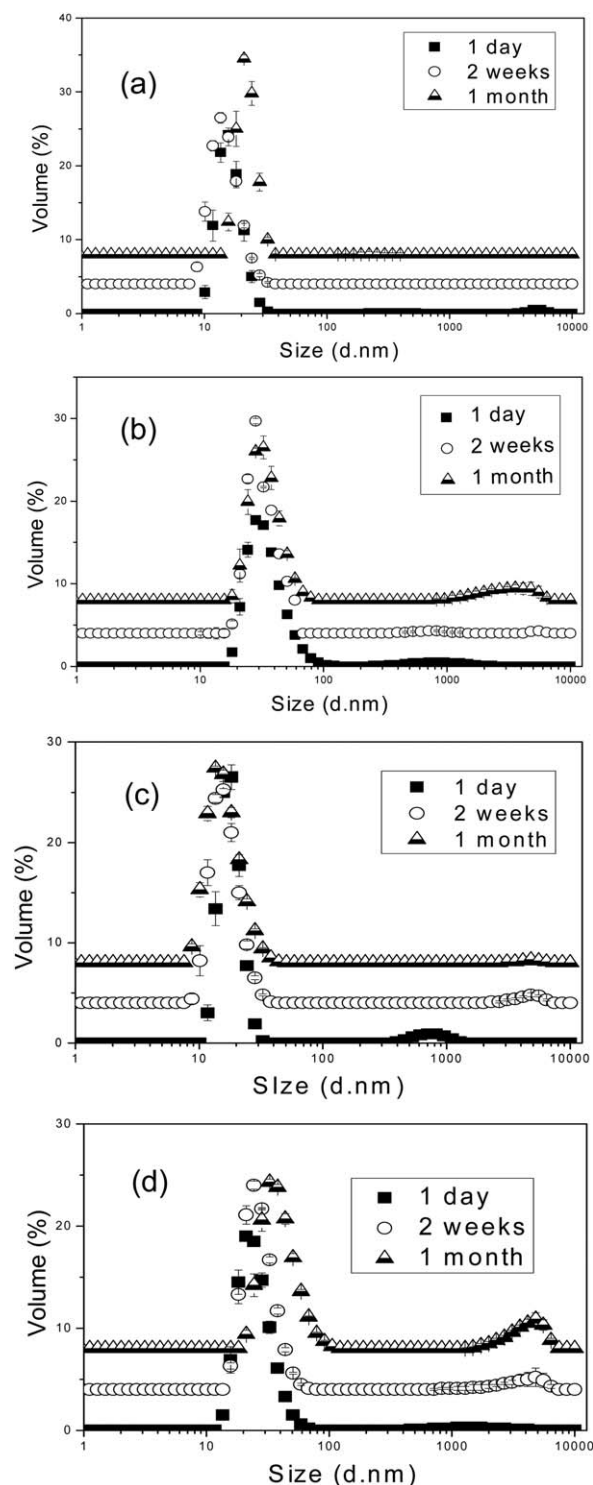 40
(a)
1 day
2 weeks
1 month
30
20
10
0
Volume (%)
1 10 100 1000 10000
Size (d.nm)
(b)
1 day
2 weeks
1 month
30
20
10
0
Volume (%)
1 10 100 1000 10000
Size (d.nm)
30
(c)
1 day
2 weeks
1 month
20
10
0
Volume (%)
1 10 100 1000 10000
SIze (d.nm)
30
(d)
1 day
2 weeks
1 month
20
10
0
Volume (%)
1 10 100 1000 10000
Size (d.nm)